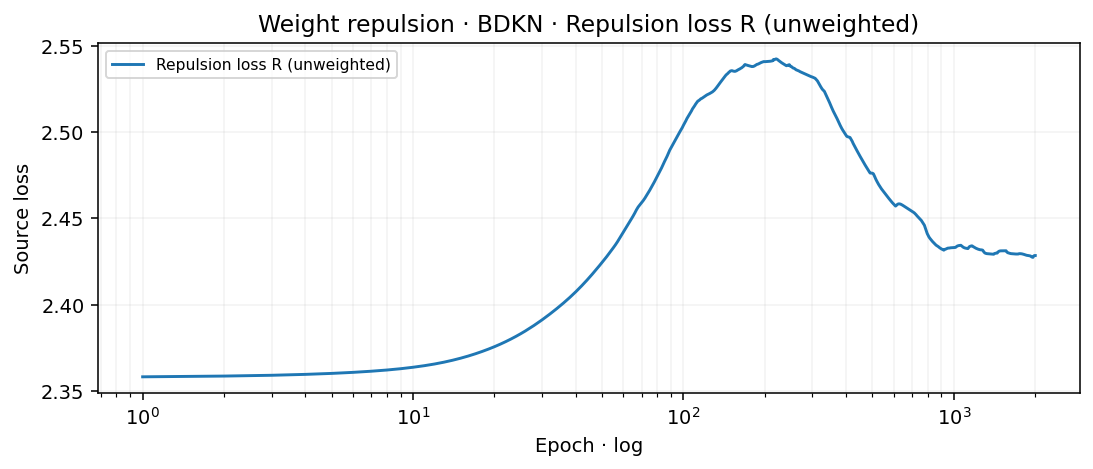 Weight repulsion · BDKN · Repulsion loss R (unweighted)
2.55
Repulsion loss R (unweighted)
2.50
2.45
2.40
2.35
Source loss
10⁰ 10¹ 10² 10³
Epoch · log